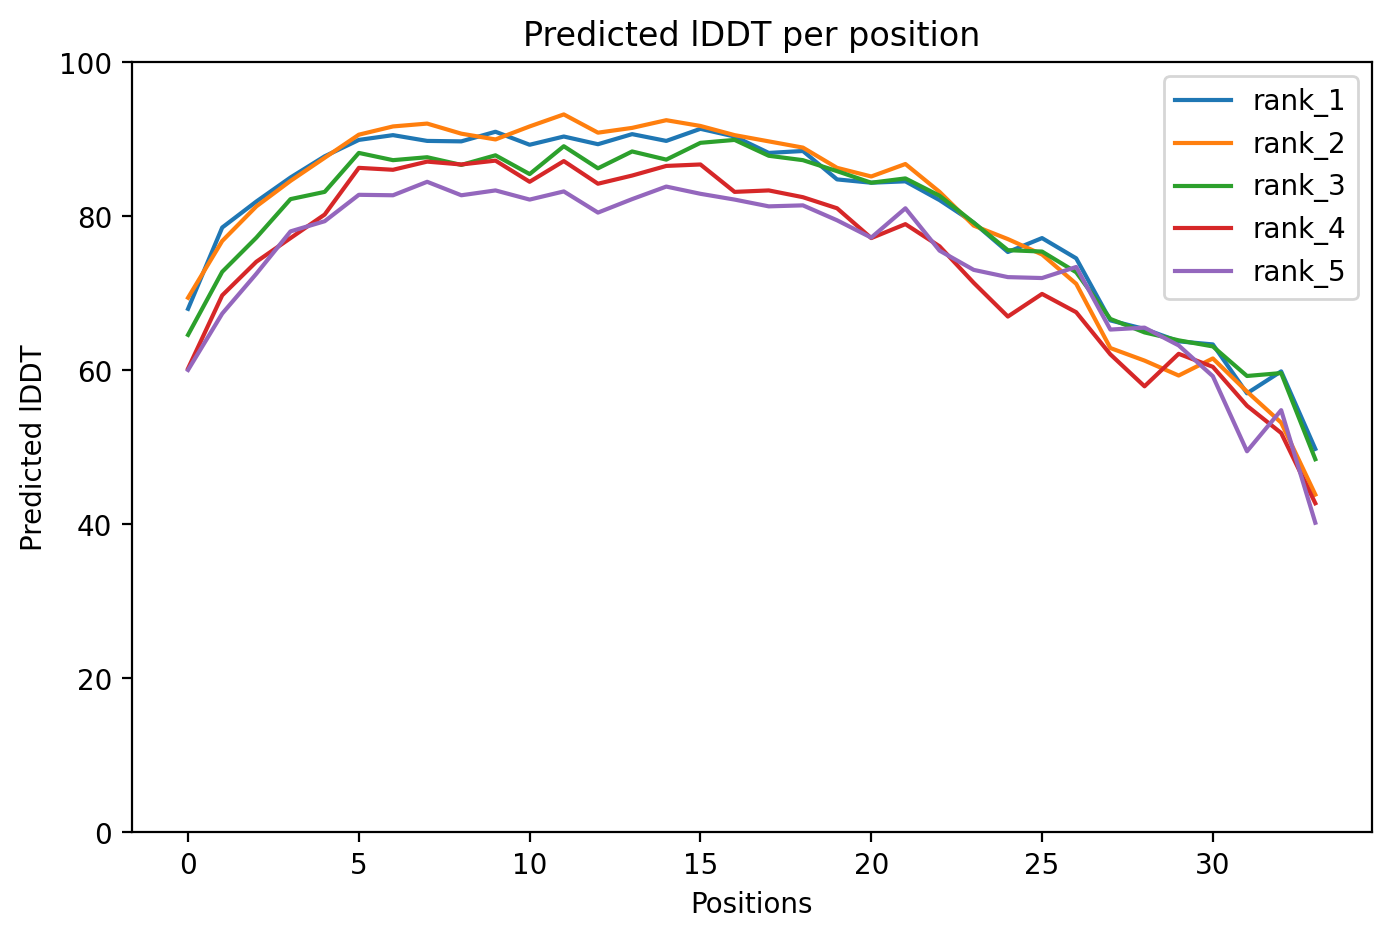 Predicted lDDT per position
100
80
60
40
20
0
Predicted lDDT
0 5 10 15 20 25 30
Positions
rank_1
rank_2
rank_3
rank_4
rank_5